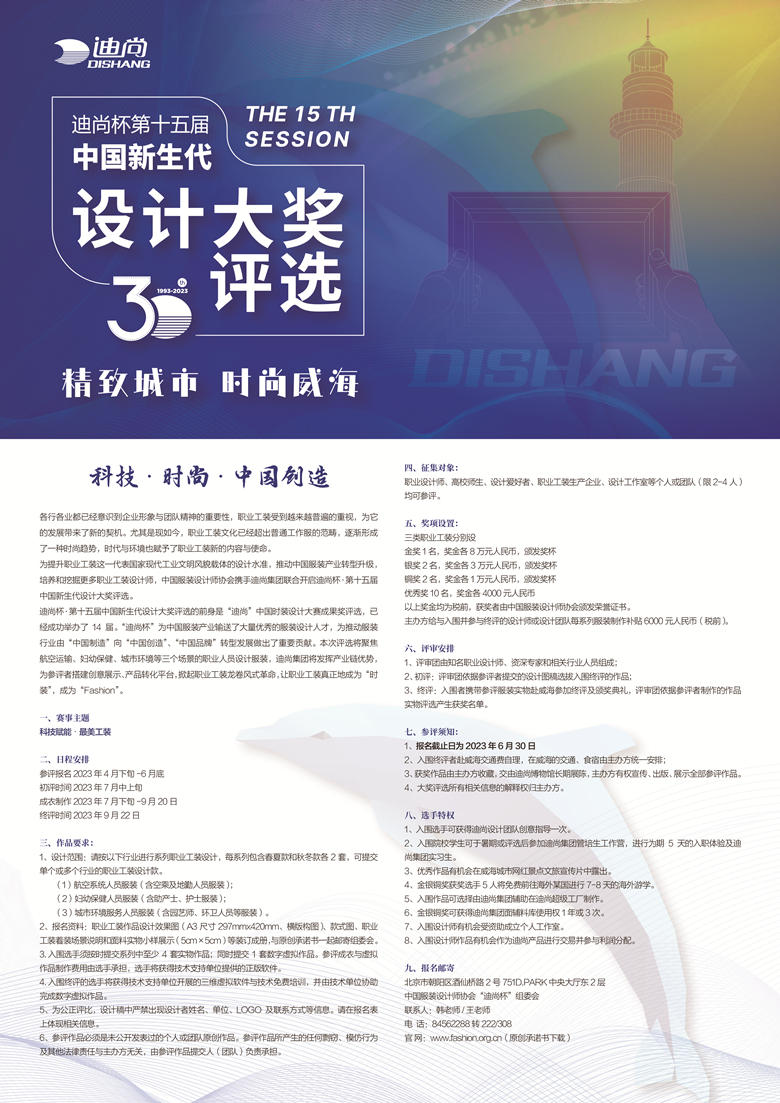 迪尚
DISHANG
迪尚杯第十五届
中国新生代
THE 15 TH
SESSION
设计大奖
评选
30th
1993-2023
精致城市 时尚威海
DISHANG
科技·时尚·中国创造
各行各业都已经意识到企业形象与团队精神的重要性，职业工装受到越来越普遍的重视，为它
的发展带来了新的契机。尤其是现如今，职业工装文化已经超出普通工作服的范畴，逐渐形成
了一种时尚趋势，时代与环境也赋予了职业工装新的内容与使命。
为提升职业工装这一代表国家现代工业文明风貌载体的设计水准，推动中国服装产业转型升级，
培养和挖掘更多职业工装设计师，中国服装设计师协会携手迪尚集团联合开启迪尚杯·第十五届
中国新生代设计大奖评选。
迪尚杯·第十五届中国新生代设计大奖评选的前身是“迪尚”中国时装设计大赛成果奖评选，已
经成功举办了 14 届。“迪尚杯”为中国服装产业输送了大量优秀的服装设计人才，为推动服装
行业由“中国制造”向“中国创造”、“中国品牌”转型发展做出了重要贡献。本次评选将聚焦
航空运输、妇幼保健、城市环境等三个场景的职业人员设计服装，迪尚集团将发挥产业链优势，
为参评者搭建创意展示、产品转化平台，掀起职业工装龙卷风式革命，让职业工装真正地成为“时
装”，成为“Fashion”。
一、赛事主题
科技赋能·最美工装
二、日程安排
参评报名 2023 年 4 月下旬 -6 月底
初评时间 2023 年 7 月中上旬
成衣制作 2023 年 7 月下旬 -9 月 20 日
终评时间 2023 年 9 月 22 日
三、作品要求：
1、设计范围：请按以下行业进行系列职业工装设计，每系列包含春夏款和秋冬款各 2 套，可提交
单个或多个行业的职业工装设计款。
（1）航空系统人员服装（含空乘及地勤人员服装）；
（2）妇幼保健人员服装（含助产士、护士服装）；
（3）城市环境服务人员服装（含园艺师、环卫人员等服装）。
2、报名资料：职业工装作品设计效果图（A3 尺寸 297mmx420mm、横版构图）、款式图、职业
工装着装场景说明和面料实物小样展示（5cm×5cm）等装订成册，与原创承诺书一起邮寄组委会。
3、入围选手须按时提交系列中至少 4 套实物作品；同时提交 1 套数字虚拟作品。参评成衣与虚拟
作品制作费用由选手承担，选手将获得技术支持单位提供的正版软件。
4、入围终评的选手将获得技术支持单位开展的三维虚拟软件与技术免费培训，并由技术单位协助
完成数字虚拟作品。
5、为公正评比，设计稿中严禁出现设计者姓名、单位、LOGO 及联系方式等信息。请在报名表
上体现相关信息。
6、参评作品必须是未公开发表过的个人或团队原创作品。参评作品所产生的任何剽窃、模仿行为
及其他法律责任与主办方无关，由参评作品提交人（团队）负责承担。
四、征集对象：
职业设计师、高校师生、设计爱好者、职业工装生产企业、设计工作室等个人或团队（限 2-4 人）
均可参评。
五、奖项设置：
三类职业工装分别设
金奖 1 名，奖金各 8 万元人民币，颁发奖杯
银奖 2 名，奖金各 3 万元人民币，颁发奖杯
铜奖 2 名，奖金各 1 万元人民币，颁发奖杯
优秀奖 10 名，奖金各 4000 元人民币
以上奖金均为税前，获奖者由中国服装设计师协会颁发荣誉证书。
主办方给与入围并参与终评的设计师或设计团队每系列服装制作补贴 6000 元人民币（税前）。
六、评审安排
1、评审团由知名职业设计师、资深专家和相关行业人员组成；
2、初评：评审团依据参评者提交的设计图稿选拔入围终评的作品；
3、终评：入围者携带参评服装实物赴威海参加终评及颁奖典礼，评审团依据参评者制作的作品
实物评选产生获奖名单。
七、参评须知：
1、报名截止日为 2023 年 6 月 30 日
2、入围终评者赴威海交通费自理，在威海的交通、食宿由主办方统一安排；
3、获奖作品由主办方收藏，交由迪尚博物馆长期展陈，主办方有权宣传、出版、展示全部参评作品。
4、大奖评选所有相关信息的解释权归主办方。
八、选手特权
1、入围选手可获得迪尚设计团队创意指导一次。
2、入围院校学生可于暑期或评选后参加迪尚集团管培生工作营，进行为期 5 天的入职体验及迪
尚集团实习生。
3、优秀作品有机会在威海城市网红景点文旅宣传片中露出。
4、金银铜奖获奖选手 5 人将免费前往海外某国进行 7-8 天的海外游学。
5、入围作品可选择由迪尚集团辅助在迪尚超级工厂制作。
6、金银铜奖可获得迪尚集团面辅料库使用权 1 年或 3 次。
7、入围设计师有机会受资助成立个人工作室。
8、入围设计师作品有机会作为迪尚产品进行交易并参与利润分配。
九、报名邮寄
北京市朝阳区酒仙桥路 2 号 751D.PARK 中央大厅东 2 层
中国服装设计师协会“迪尚杯”组委会
联系人：韩老师 / 王老师
电 话：84562288 转 222/308
官 网：www.fashion.org.cn（原创承诺书下载）